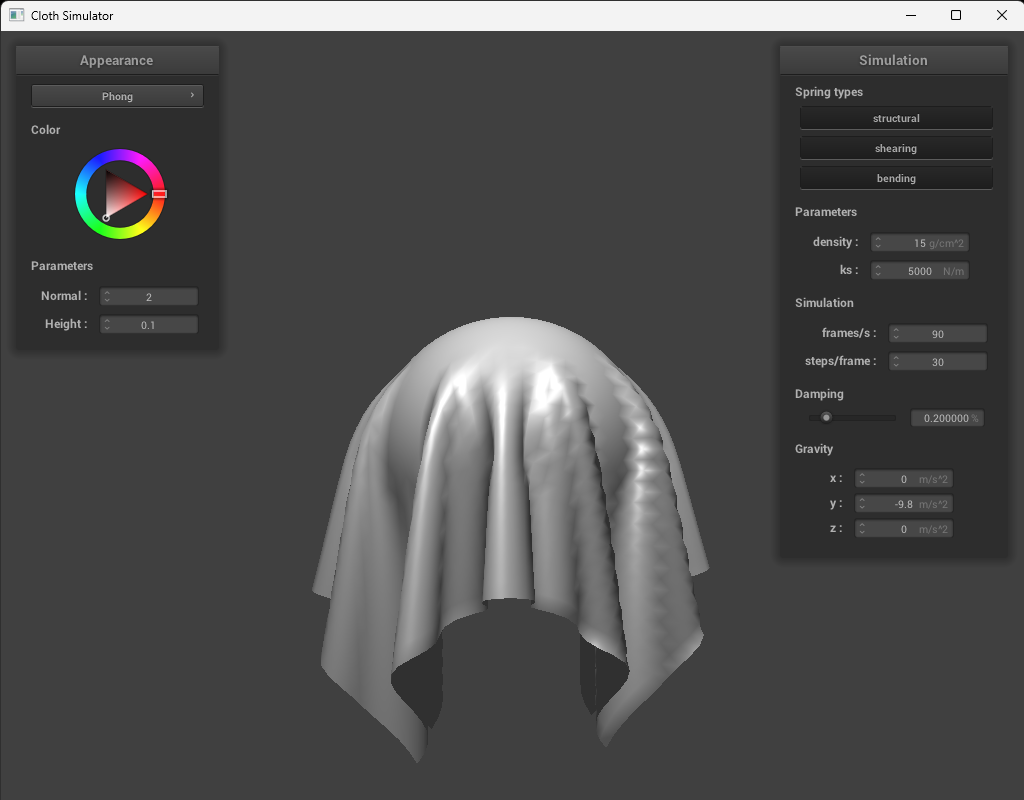 Cloth Simulator
Appearance
Phong
Color
Parameters
Normal : 2
Height : 0.1
Simulation
Spring types
structural
shearing
bending
Parameters
density : 15 g/cm^2
ks : 5000 N/m
Simulation
frames/s : 90
steps/frame : 30
Damping
0.200000 %
Gravity
x : 0 m/s^2
y : -9.8 m/s^2
z : 0 m/s^2